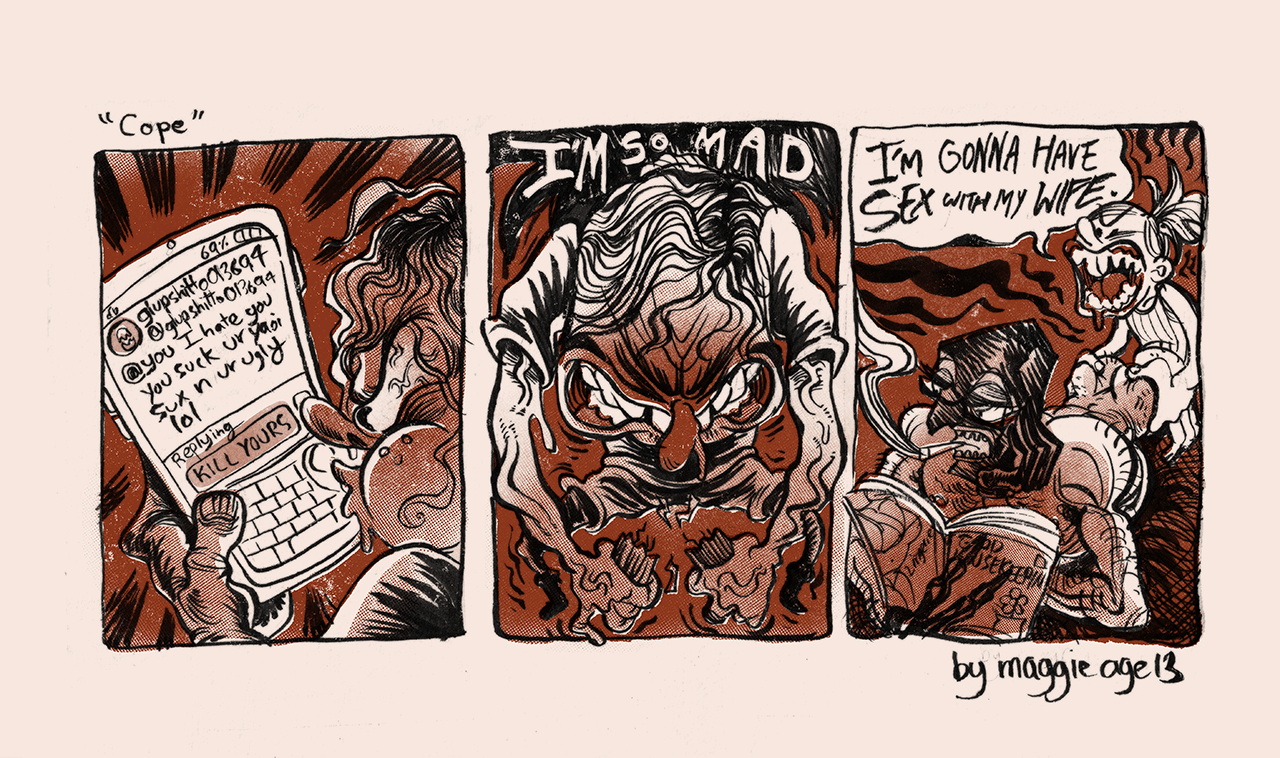 "Cope"
69%
glupshitto013694
@glupshitto013694
@you I hate you
you suck ur yaoi
sux n ur ugly
lol
Replying
KILL YOURS
I'M SO MAD
I'M GONNA HAVE
SEX WITH MY WIFE.
by maggie age 13